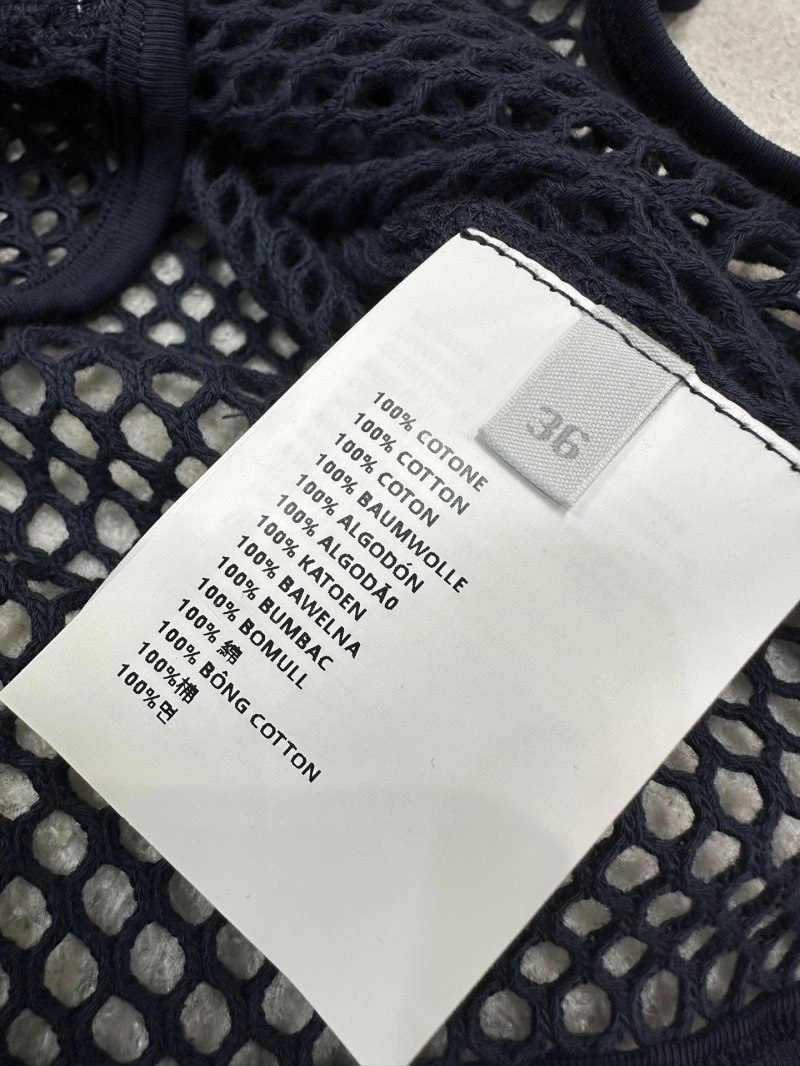 36
100% COTONE
100% COTTON
100% COTON
100% BAUMWOLLE
100% ALGODÓN
100% ALGODÃO
100% KATOEN
100% BAWELNA
100% BUMBAC
100% BOMULL
100% 綿
100% BÔNG COTTON
100%棉
100%면